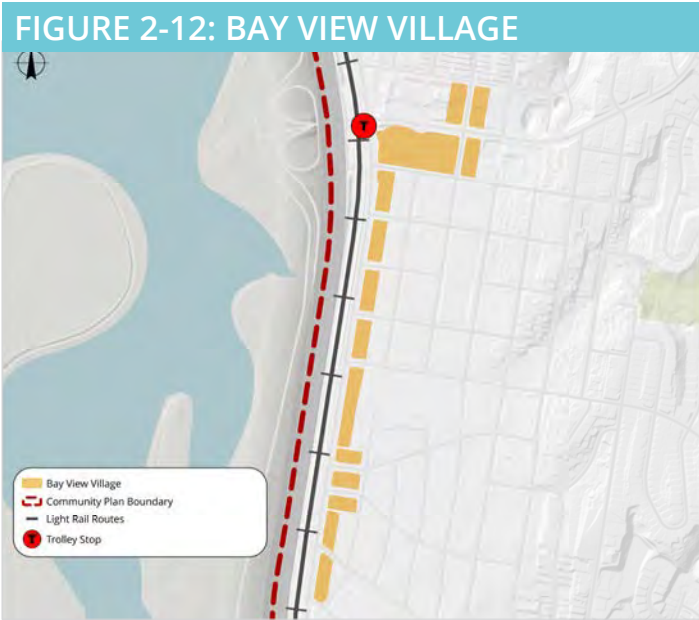 FIGURE 2-12: BAY VIEW VILLAGE
T
Bay View Village
Community Plan Boundary
Light Rail Routes
T
Trolley Stop